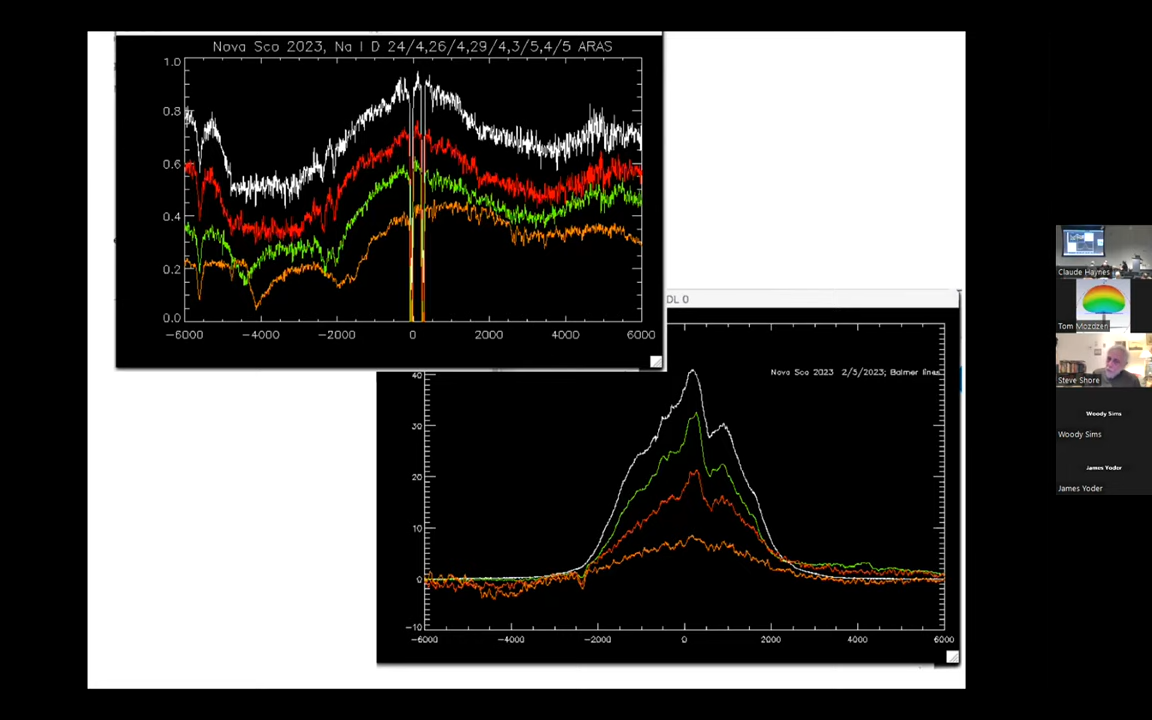 Nova Sco 2023, Na I D 24/4,26/4,29/4,3/5,4/5 ARAS
1.0
0.8
0.6
0.4
0.2
0.0
−6000 −4000 −2000 0 2000 4000 6000
DL 0
Nova Sco 2023 2/5/2023; Balmer lines
40
30
20
10
0
−10
−6000 −4000 −2000 0 2000 4000 6000
Claude Haynes
Tom Mozdzen
Steve Shore
Woody Sims
Woody Sims
James Yoder
James Yoder